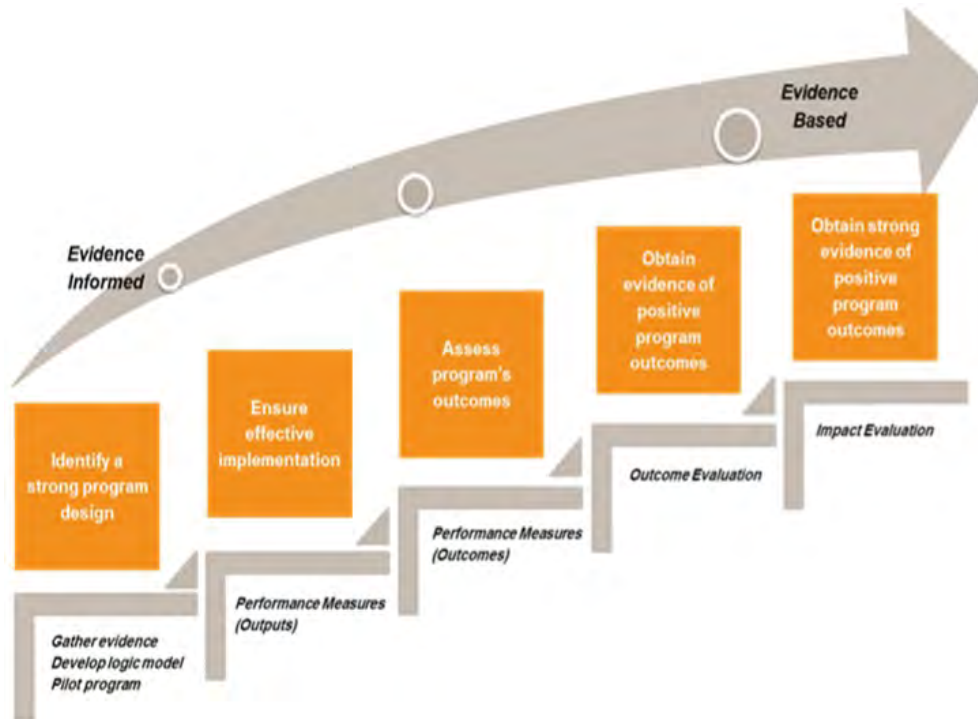 Evidence
Based
Evidence
Informed
Identify a
strong program
design
Gather evidence
Develop logic model
Pilot program
Ensure
effective
implementation
Performance Measures
(Outputs)
Assess
program's
outcomes
Performance Measures
(Outcomes)
Obtain
evidence of
positive
program
outcomes
Outcome Evaluation
Obtain strong
evidence of
positive
program
outcomes
Impact Evaluation